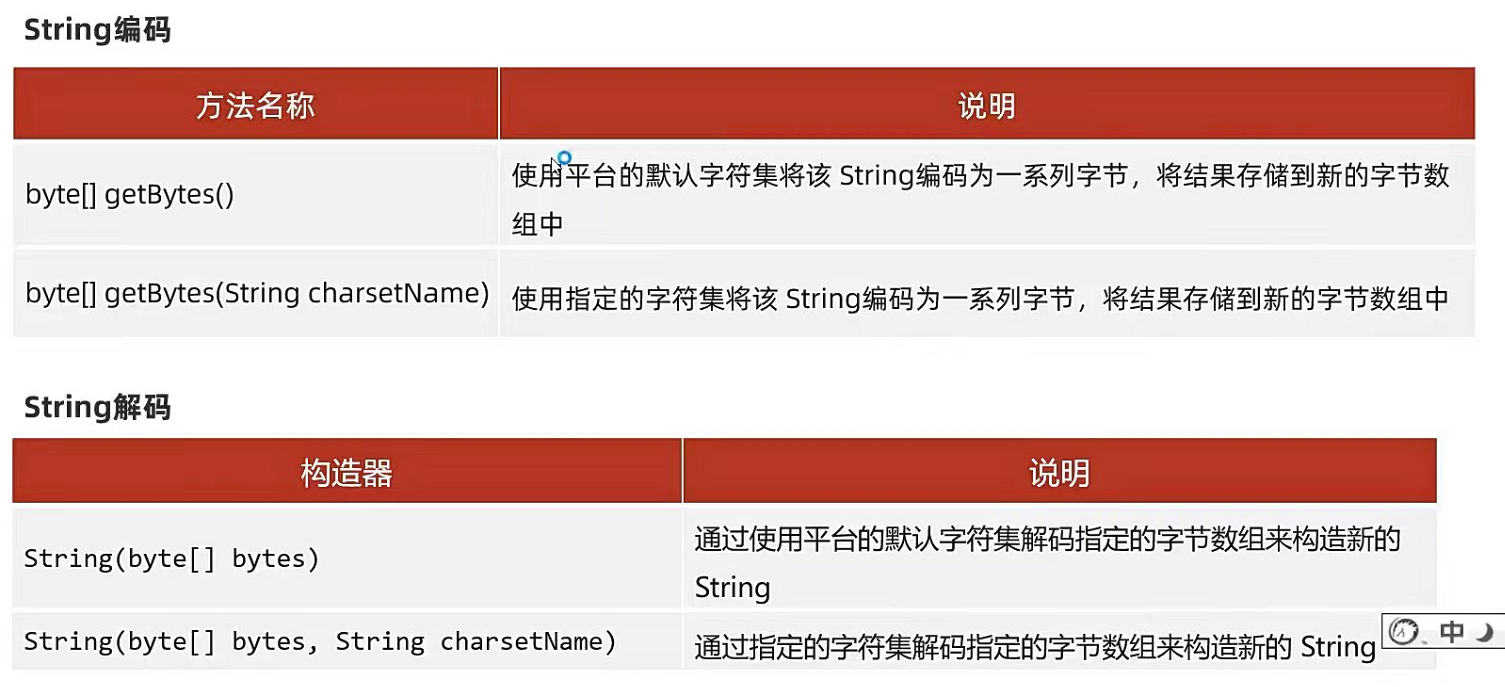 String编码
方法名称 说明
byte[] getBytes() 
使用平台的默认字符集将该 String编码为一系列字节，将结果存储到新的字节数
组中
byte[] getBytes(String charsetName)
使用指定的字符集将该 String编码为一系列字节，将结果存储到新的字节数组中
String解码
构造器 说明
String(byte[] bytes)
通过使用平台的默认字符集解码指定的字节数组来构造新的
String
String(byte[] bytes, String charsetName)
通过指定的字符集解码指定的字节数组来构造新的 String
中